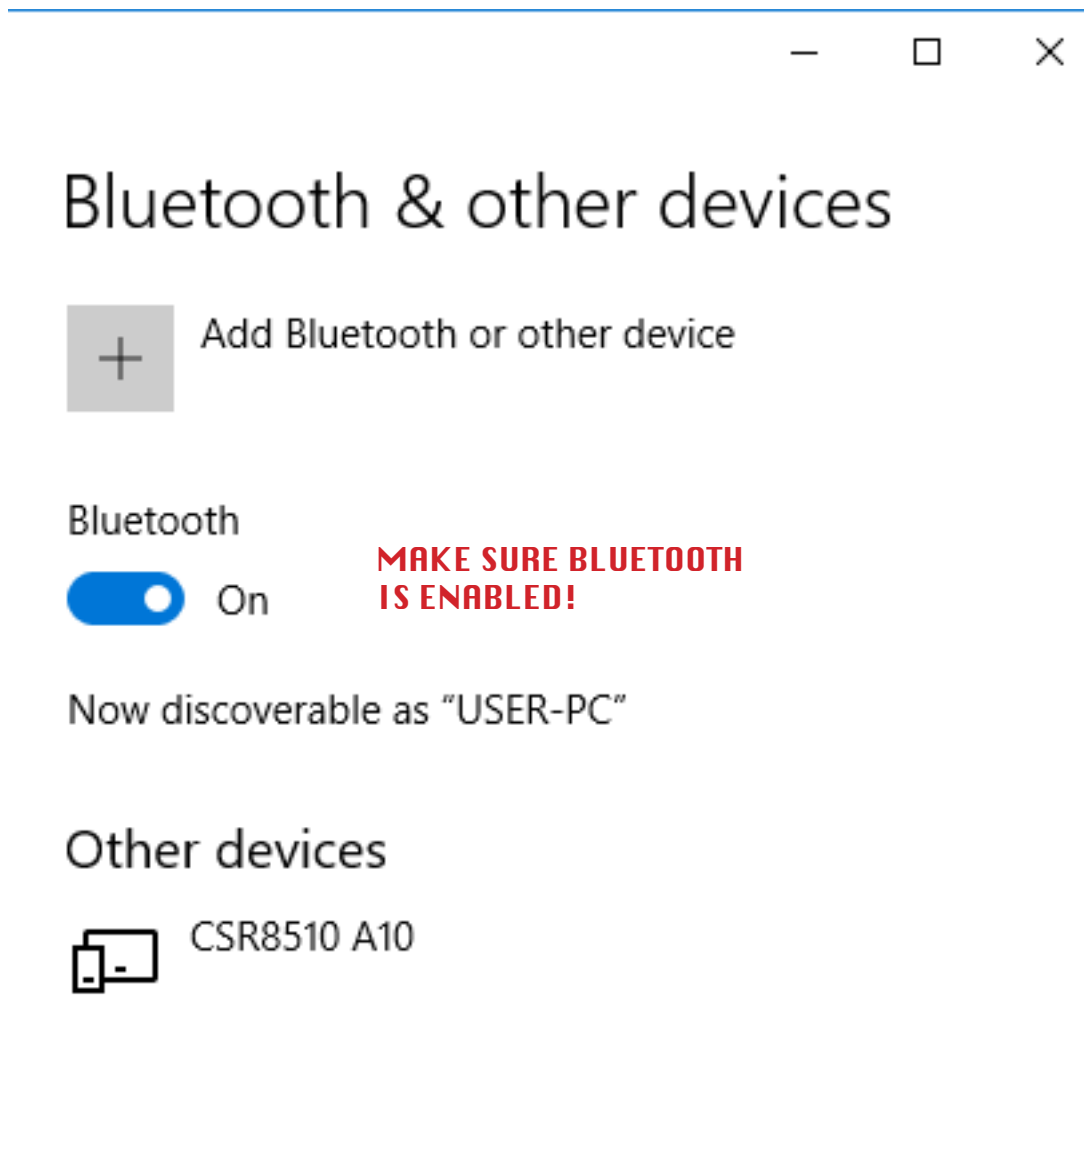 Bluetooth & other devices
Add Bluetooth or other device
Bluetooth
On
MAKE SURE BLUETOOTH
IS ENABLED!
Now discoverable as “USER-PC”
Other devices
CSR8510 A10